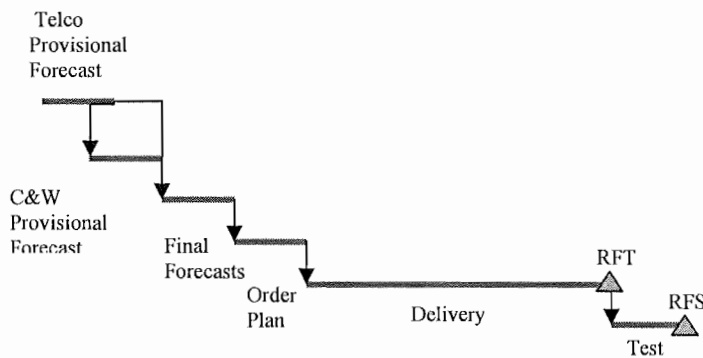 Telco
Provisional
Forecast
C&W
Provisional
Forecast
Final
Forecasts
Order
Plan
Delivery
RFT
RFS
Test